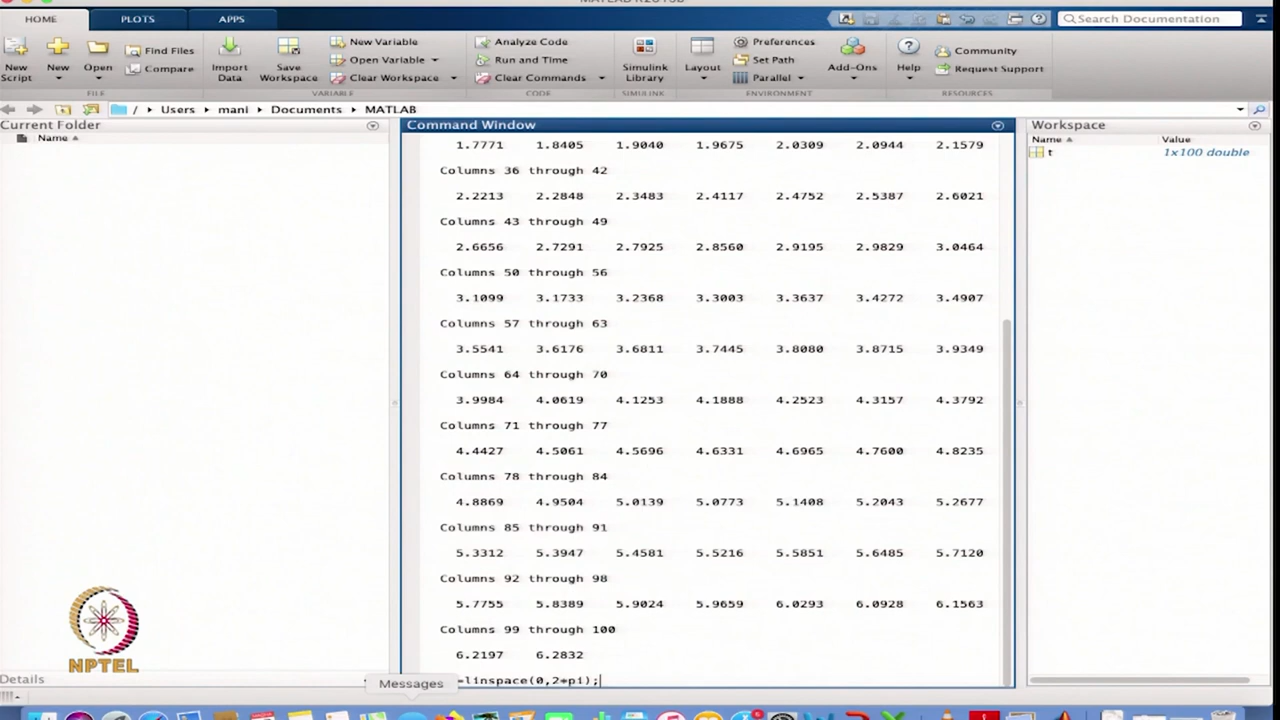 MATLAB R2015b
HOME PLOTS APPS Search Documentation
New Script New Open Find Files Compare Import Data Save Workspace New Variable Open Variable Clear Workspace Analyze Code Run and Time Clear Commands Simulink Library Layout Preferences Set Path Parallel Add-Ons Help Community Request Support
FILE VARIABLE CODE SIMULINK ENVIRONMENT RESOURCES
/ Users mani Documents MATLAB
Current Folder Command Window Workspace
Name Name Value
t 1x100 double
1.7771 1.8405 1.9040 1.9675 2.0309 2.0944 2.1579
Columns 36 through 42
2.2213 2.2848 2.3483 2.4117 2.4752 2.5387 2.6021
Columns 43 through 49
2.6656 2.7291 2.7925 2.8560 2.9195 2.9829 3.0464
Columns 50 through 56
3.1099 3.1733 3.2368 3.3003 3.3637 3.4272 3.4907
Columns 57 through 63
3.5541 3.6176 3.6811 3.7445 3.8080 3.8715 3.9349
Columns 64 through 70
3.9984 4.0619 4.1253 4.1888 4.2523 4.3157 4.3792
Columns 71 through 77
4.4427 4.5061 4.5696 4.6331 4.6965 4.7600 4.8235
Columns 78 through 84
4.8869 4.9504 5.0139 5.0773 5.1408 5.2043 5.2677
Columns 85 through 91
5.3312 5.3947 5.4581 5.5216 5.5851 5.6485 5.7120
Columns 92 through 98
5.7755 5.8389 5.9024 5.9659 6.0293 6.0928 6.1563
Columns 99 through 100
6.2197 6.2832
=linspace(0,2*pi);
NPTEL
Details
Messages